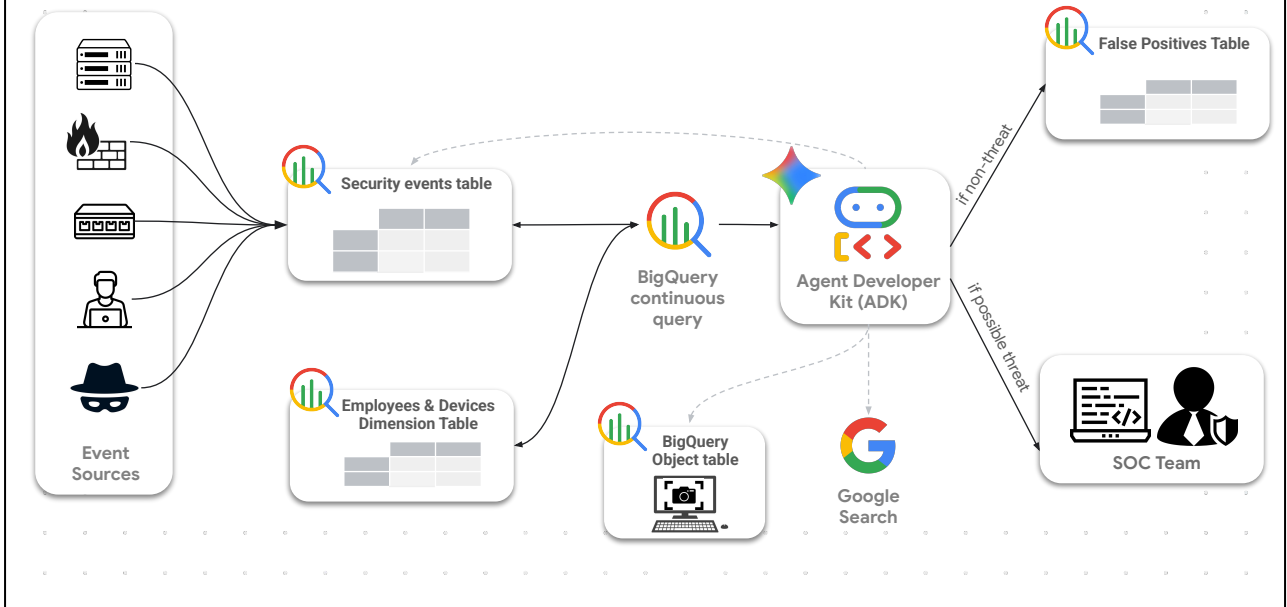 False Positives Table
Security events table
if non-threat
BigQuery
continuous
query
Agent Developer
Kit (ADK)
if possible threat
Employees & Devices
Dimension Table
BigQuery
Object table
Event
Sources
Google
Search
SOC Team